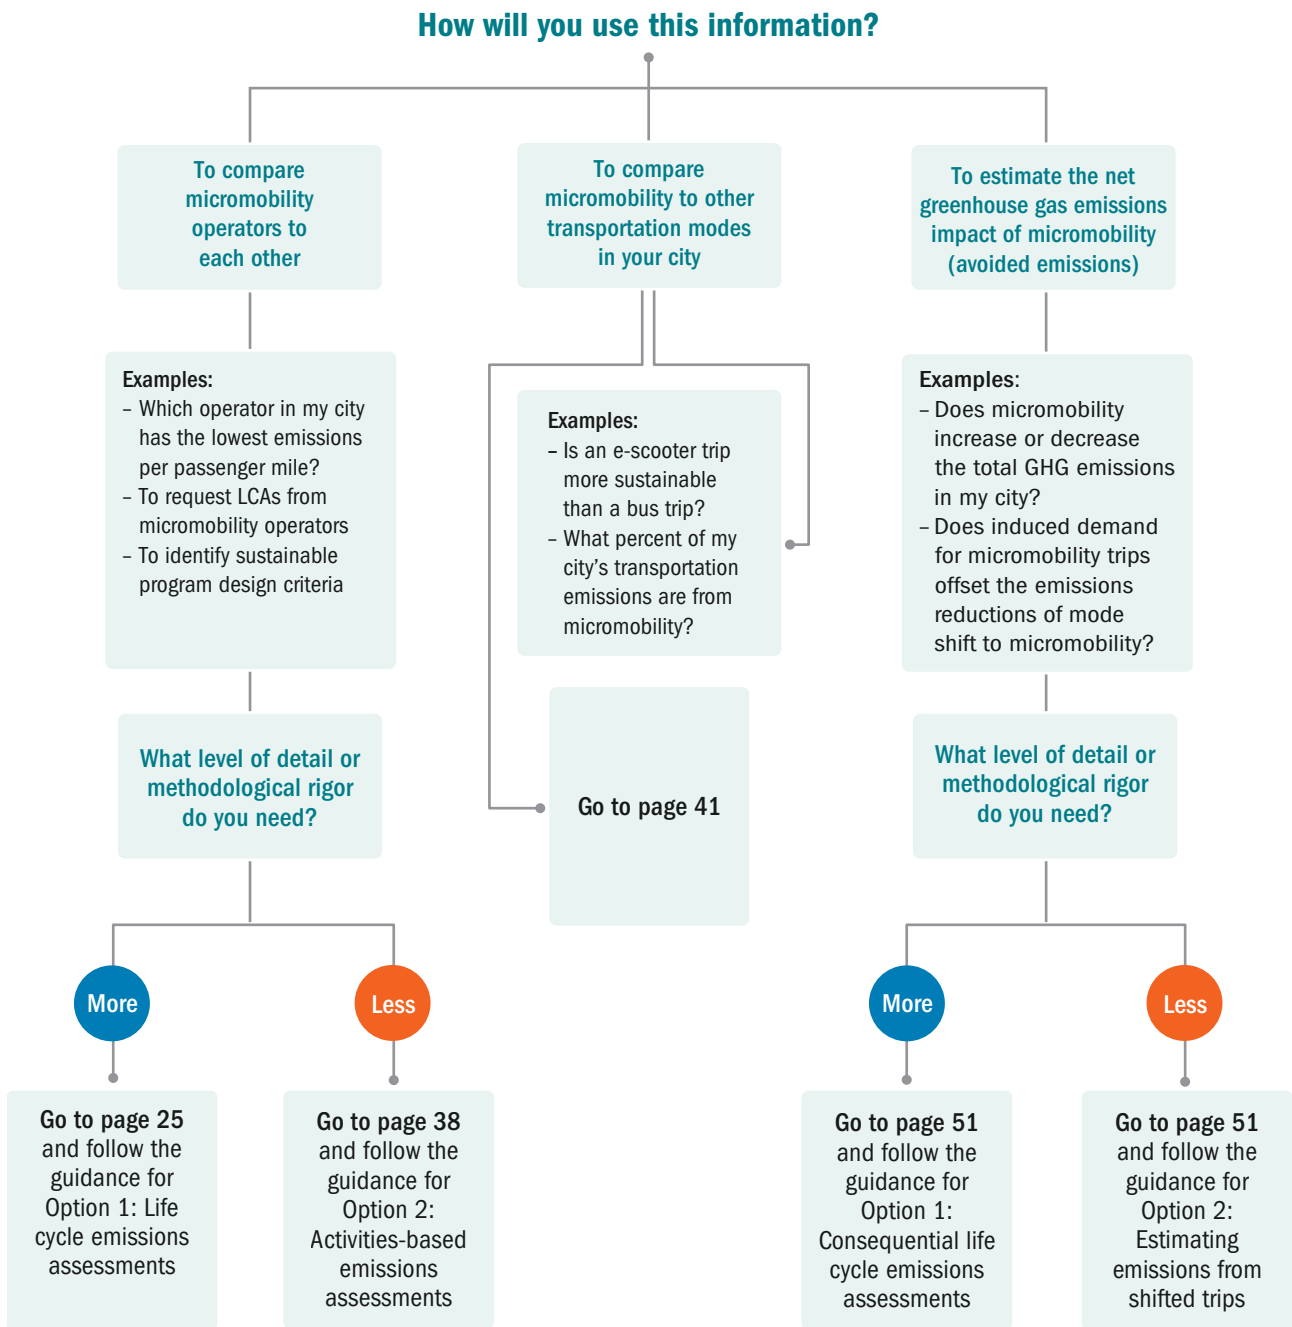 How will you use this information?
To compare
micromobility
operators to
each other
To compare
micromobility to other
transportation modes
in your city
To estimate the net
greenhouse gas emissions
impact of micromobility
(avoided emissions)
Examples:
– Which operator in my city
has the lowest emissions
per passenger mile?
– To request LCAs from
micromobility operators
– To identify sustainable
program design criteria
Examples:
– Is an e-scooter trip
more sustainable
than a bus trip?
– What percent of my
city’s transportation
emissions are from
micromobility?
Examples:
– Does micromobility
increase or decrease
the total GHG emissions
in my city?
– Does induced demand
for micromobility trips
offset the emissions
reductions of mode
shift to micromobility?
What level of detail or
methodological rigor
do you need?
Go to page 41
What level of detail or
methodological rigor
do you need?
More
Less
More
Less
Go to page 25
and follow the
guidance for
Option 1: Life
cycle emissions
assessments
Go to page 38
and follow the
guidance for
Option 2:
Activities-based
emissions
assessments
Go to page 51
and follow the
guidance for
Option 1:
Consequential life
cycle emissions
assessments
Go to page 51
and follow the
guidance for
Option 2:
Estimating
emissions from
shifted trips